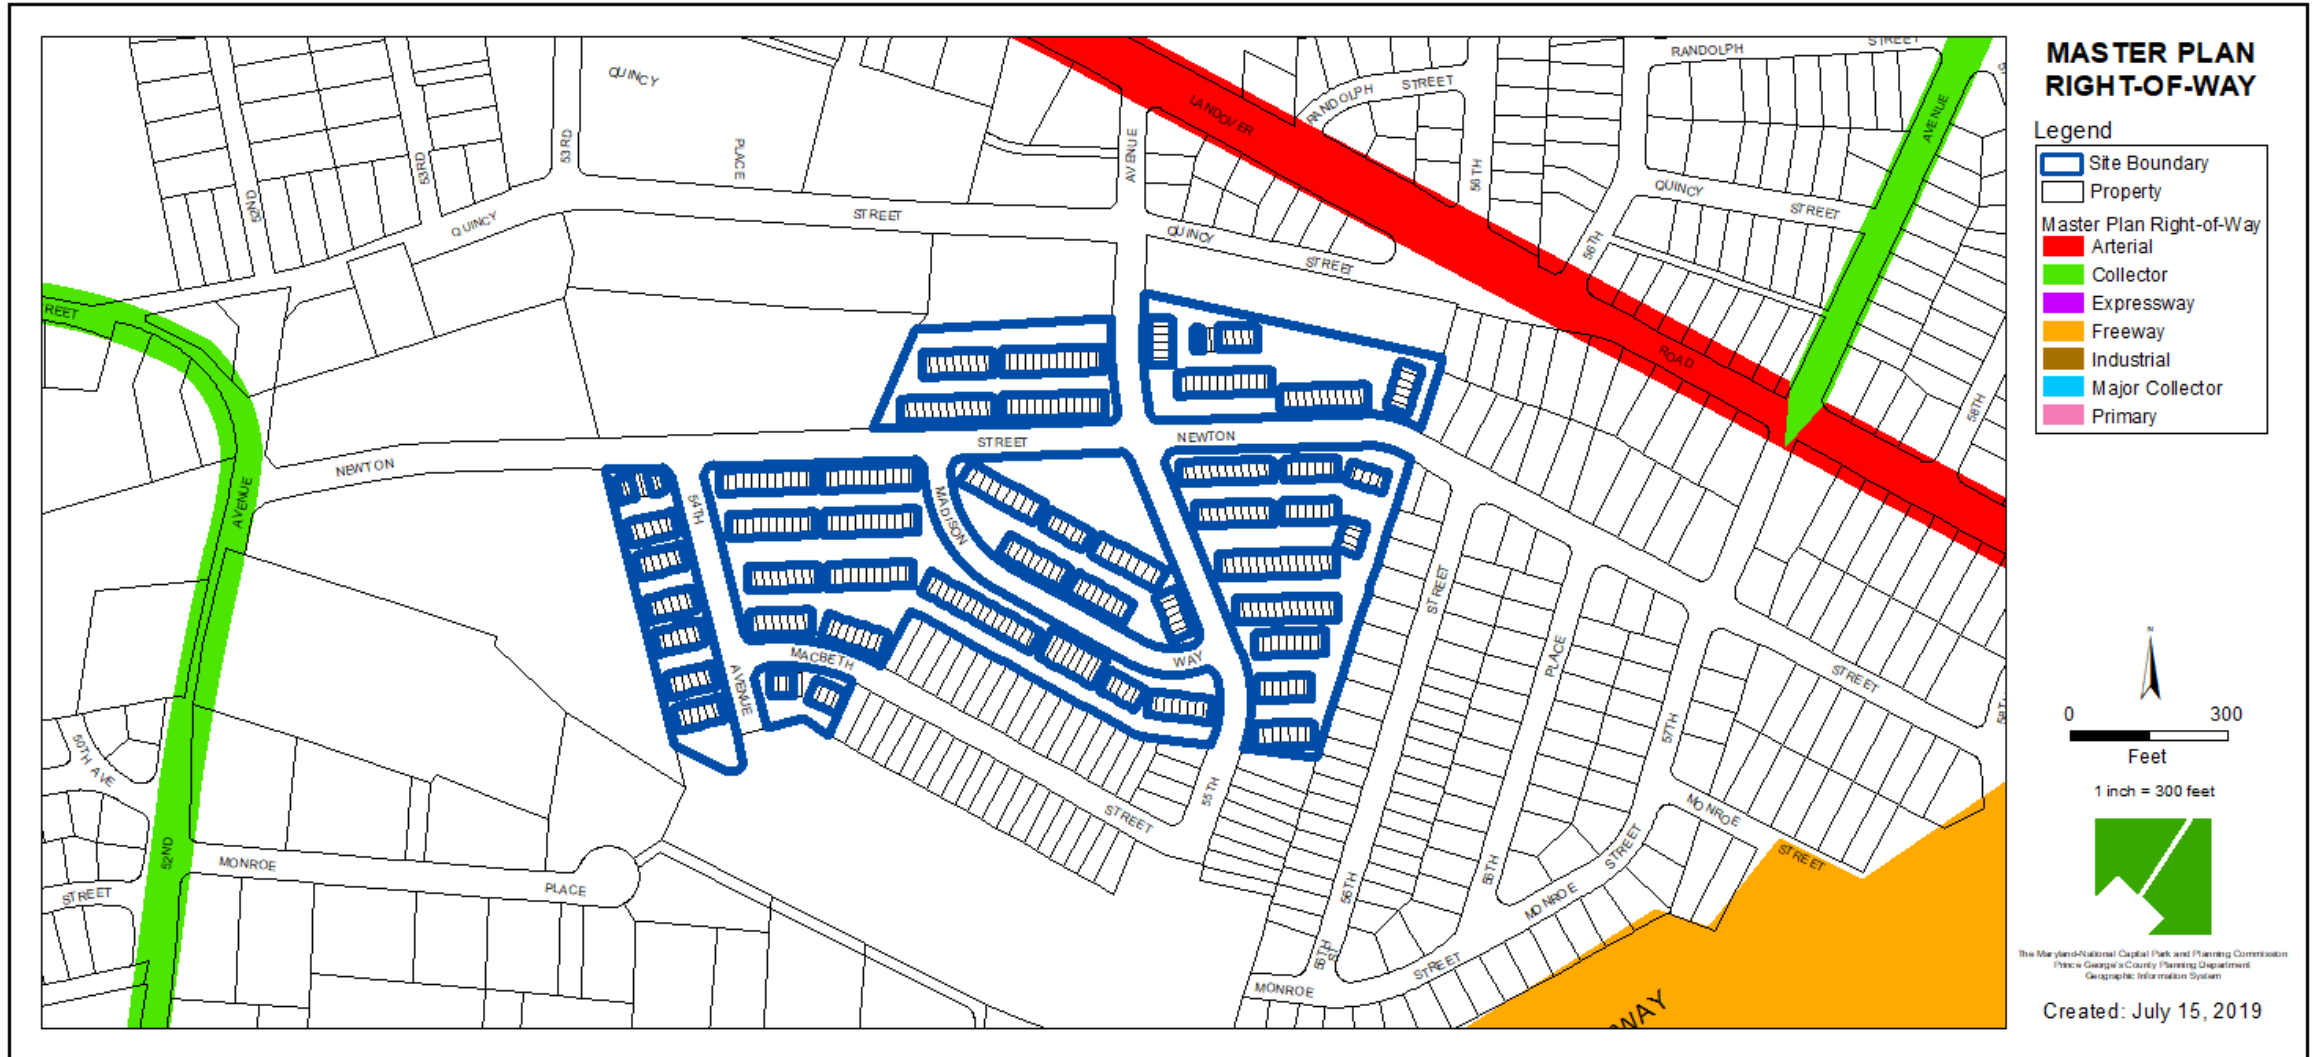 MASTER PLAN
RIGHT-OF-WAY
Legend
Site Boundary
Property
Master Plan Right-of-Way
Arterial
Collector
Expressway
Freeway
Industrial
Major Collector
Primary
N
0 300
Feet
1 inch = 300 feet
The Maryland-National Capital Park and Planning Commission
Prince George's County Planning Department
Geographic Information System
Created: July 15, 2019
QUINCY
RANDOLPH
STREET
LANDOVER
RANDOLPH
STREET
AVENUE
53RD
53RD
PLACE
AVENUE
56TH
52ND
QUINCY
STREET
QUINCY
STREET
QUINCY
STREET
56TH
REET
ROAD
58TH
NEWTON
STREET
NEWTON
AVENUE
54TH
MADISON
STREET
MACBETH
WAY
AVENUE
PLACE
STREET
57TH
58TH
50TH AVE
STREET
55TH
MONROE
STREET
STREET
52ND
MONROE
PLACE
STREET
56TH
56TH
MONROE
56TH
ST
STREET
MONROE
WAY